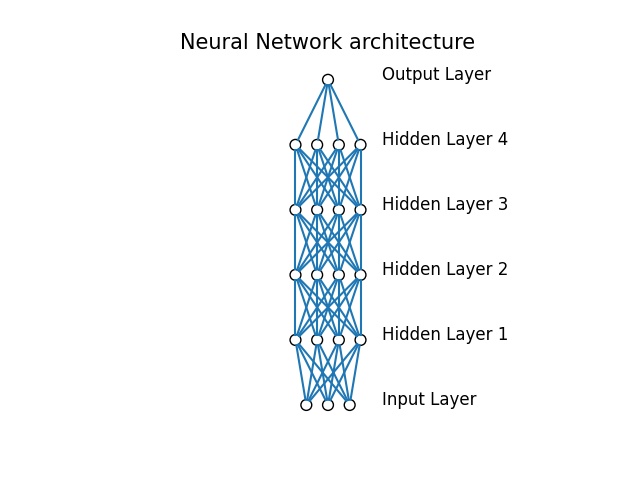 Neural Network architecture
Output Layer
Hidden Layer 4
Hidden Layer 3
Hidden Layer 2
Hidden Layer 1
Input Layer